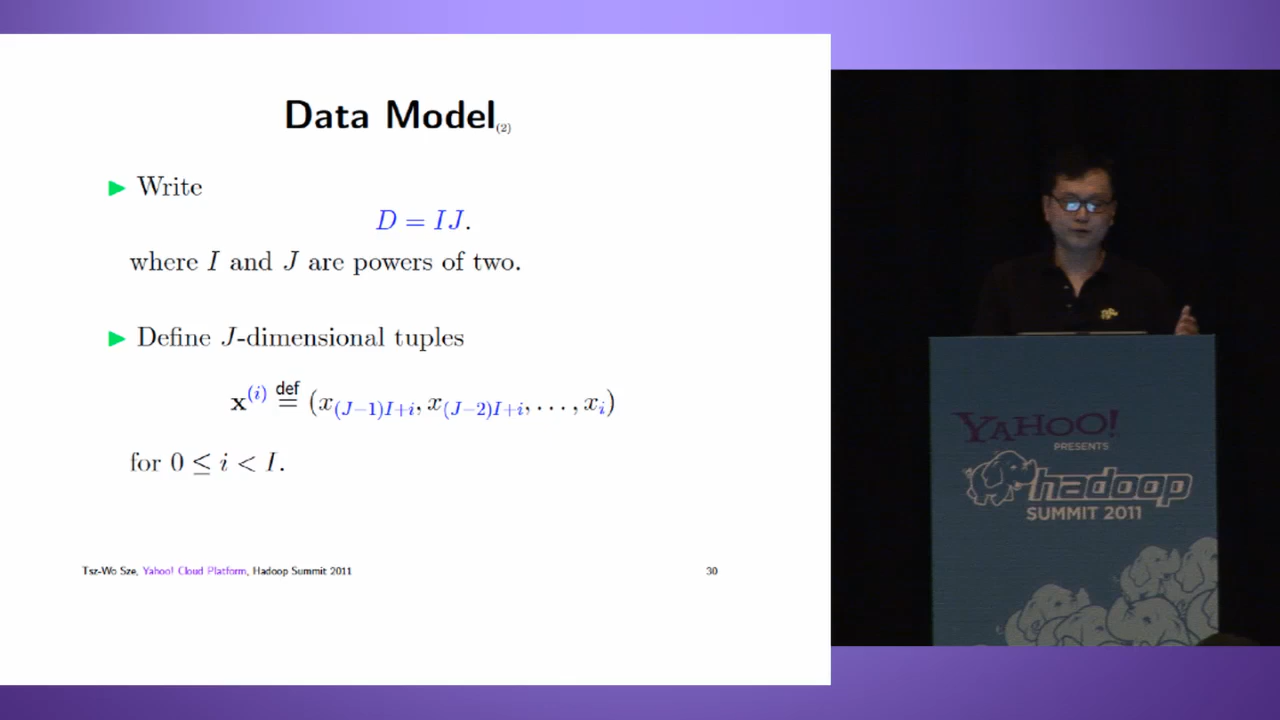 Data Model(2)
▶ Write
D = IJ.
where I and J are powers of two.
▶ Define J-dimensional tuples
x^(i) def= (x_(J−1)I+i, x_(J−2)I+i, . . . , x_i)
for 0 ≤ i < I.
Tsz-Wo Sze, Yahoo! Cloud Platform, Hadoop Summit 2011
30
YAHOO!
PRESENTS
hadoop
SUMMIT 2011